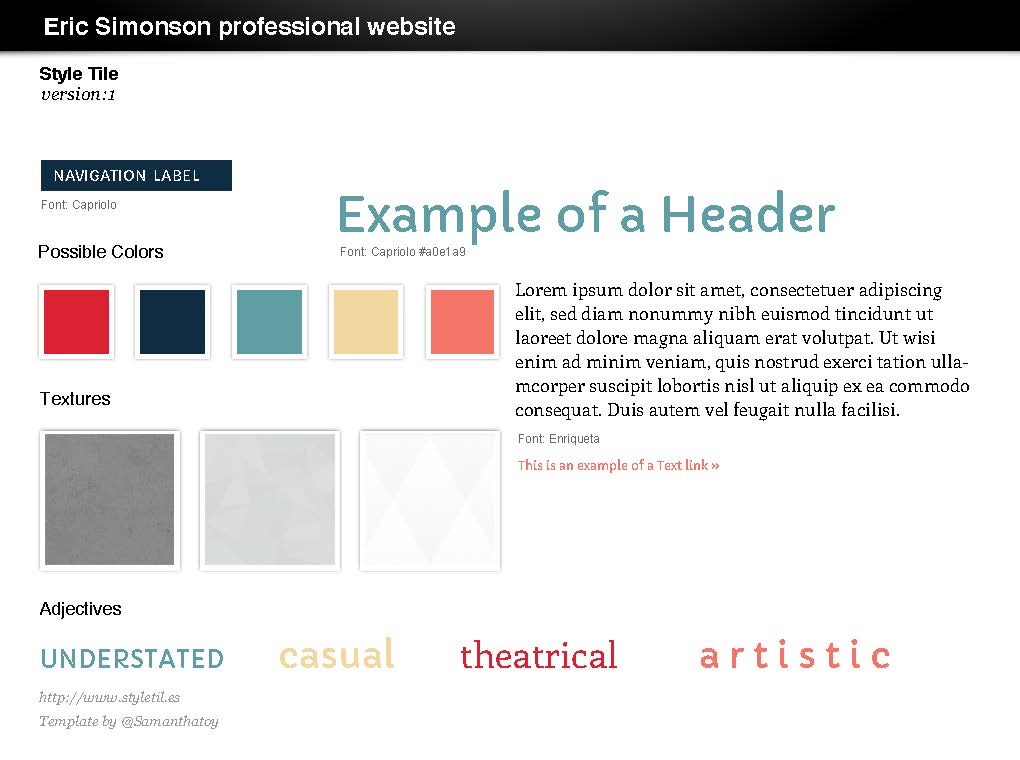 Eric Simonson professional website
Style Tile
version:1
NAVIGATION LABEL
Font: Capriolo
Example of a Header
Font: Capriolo #a0e1a9
Possible Colors
Lorem ipsum dolor sit amet, consectetuer adipiscing
elit, sed diam nonummy nibh euismod tincidunt ut
laoreet dolore magna aliquam erat volutpat. Ut wisi
enim ad minim veniam, quis nostrud exerci tation ulla-
mcorper suscipit lobortis nisl ut aliquip ex ea commodo
consequat. Duis autem vel feugait nulla facilisi.
Font: Enriqueta
This is an example of a Text link »
Textures
Adjectives
UNDERSTATED
casual
theatrical
artistic
http://www.styletil.es
Template by @Samanthatoy